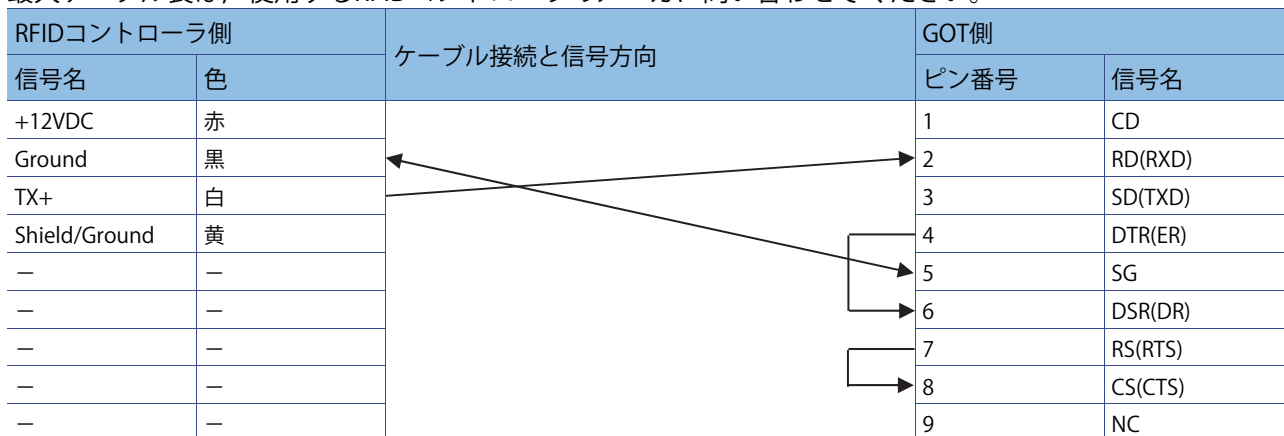 RFIDコントローラ側 ケーブル接続と信号方向 GOT側
信号名 色 ピン番号 信号名
+12VDC 赤 1 CD
Ground 黒 2 RD(RXD)
TX+ 白 3 SD(TXD)
Shield/Ground 黄 4 DTR(ER)
— — 5 SG
— — 6 DSR(DR)
— — 7 RS(RTS)
— — 8 CS(CTS)
— — 9 NC